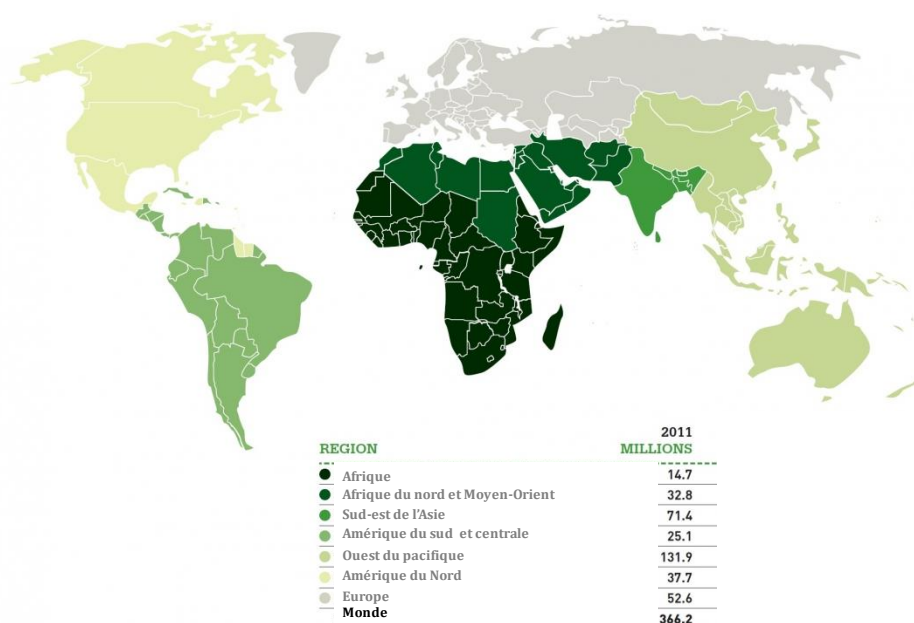 2011
REGION MILLIONS
Afrique 14.7
Afrique du nord et Moyen-Orient 32.8
Sud-est de l'Asie 71.4
Amérique du sud et centrale 25.1
Ouest du pacifique 131.9
Amérique du Nord 37.7
Europe 52.6
Monde 366.2